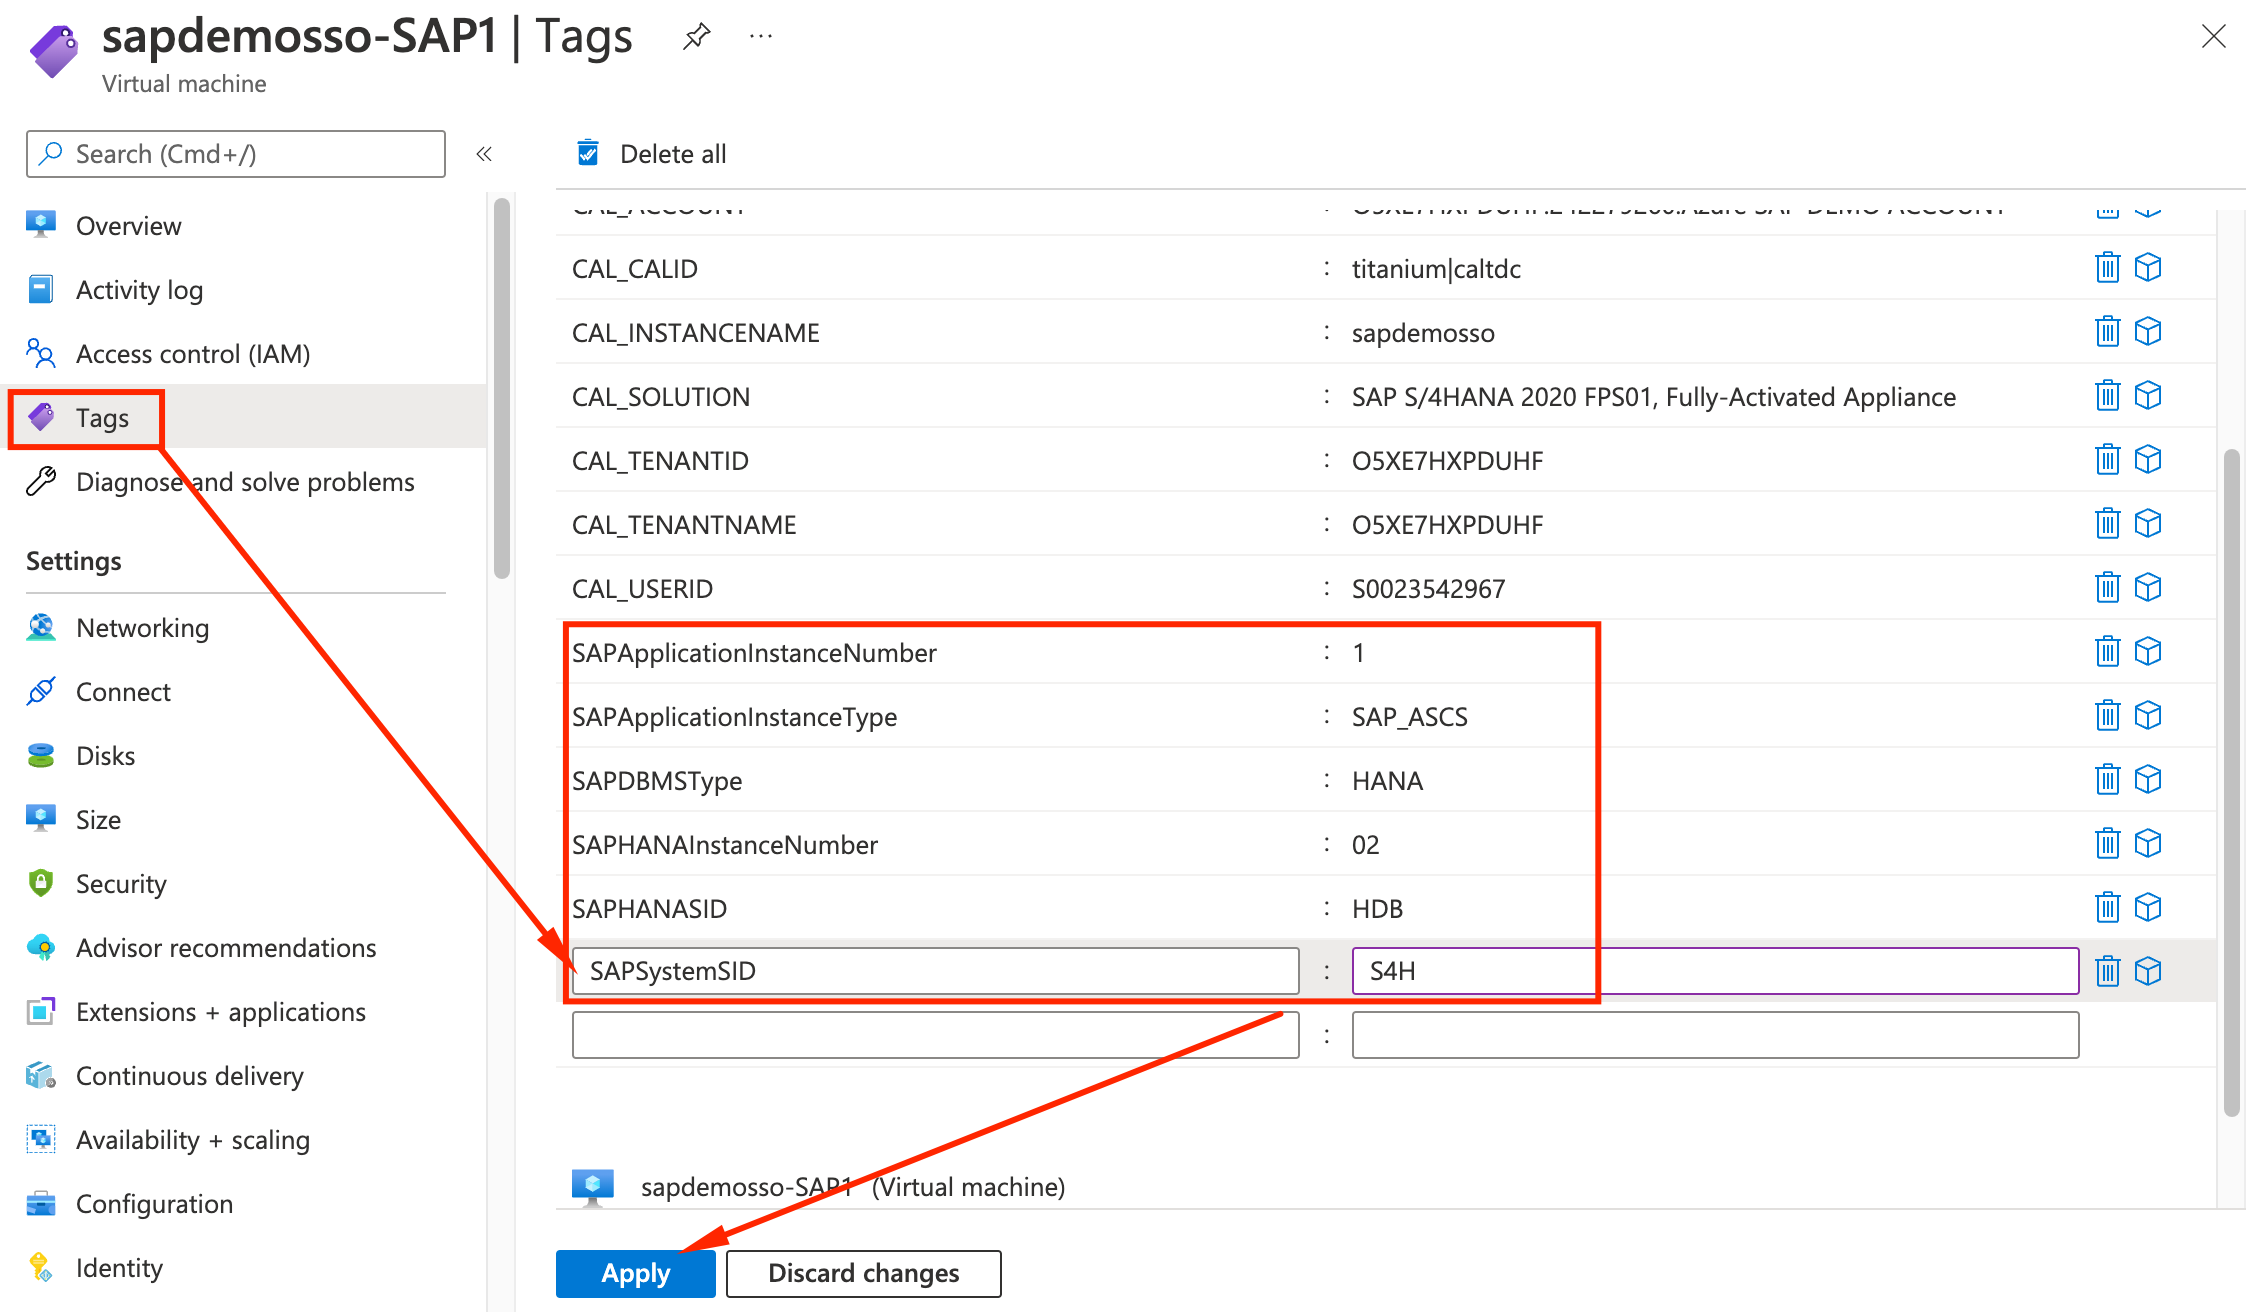 sapdemosso-SAP1 | Tags
Virtual machine
Search (Cmd+/)
Delete all
Overview
Activity log
Access control (IAM)
Tags
Diagnose and solve problems
Settings
Networking
Connect
Disks
Size
Security
Advisor recommendations
Extensions + applications
Continuous delivery
Availability + scaling
Configuration
Identity
CAL_ACCOUNT :
CAL_CALID : titanium|caltdc
CAL_INSTANCENAME : sapdemosso
CAL_SOLUTION : SAP S/4HANA 2020 FPS01, Fully-Activated Appliance
CAL_TENANTID : O5XE7HXPDUHF
CAL_TENANTNAME : O5XE7HXPDUHF
CAL_USERID : S0023542967
SAPApplicationInstanceNumber : 1
SAPApplicationInstanceType : SAP_ASCS
SAPDBMSType : HANA
SAPHANAInstanceNumber : 02
SAPHANASID : HDB
SAPSystemSID : S4H
:
sapdemosso-SAP1 (Virtual machine)
Apply
Discard changes